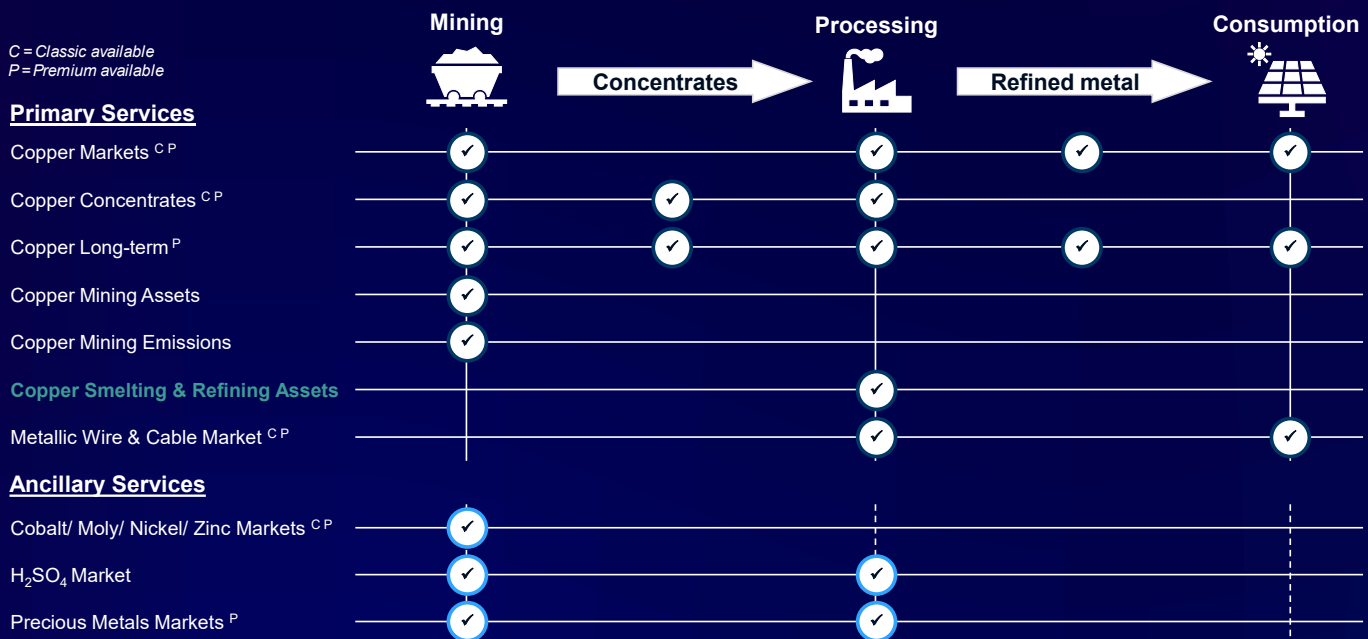 Mining
Processing
Consumption
C = Classic available
P = Premium available
Concentrates
Refined metal
Primary Services
Copper Markets C P
Copper Concentrates C P
Copper Long-term P
Copper Mining Assets
Copper Mining Emissions
Copper Smelting & Refining Assets
Metallic Wire & Cable Market C P
Ancillary Services
Cobalt/ Moly/ Nickel/ Zinc Markets C P
H2SO4 Market
Precious Metals Markets P